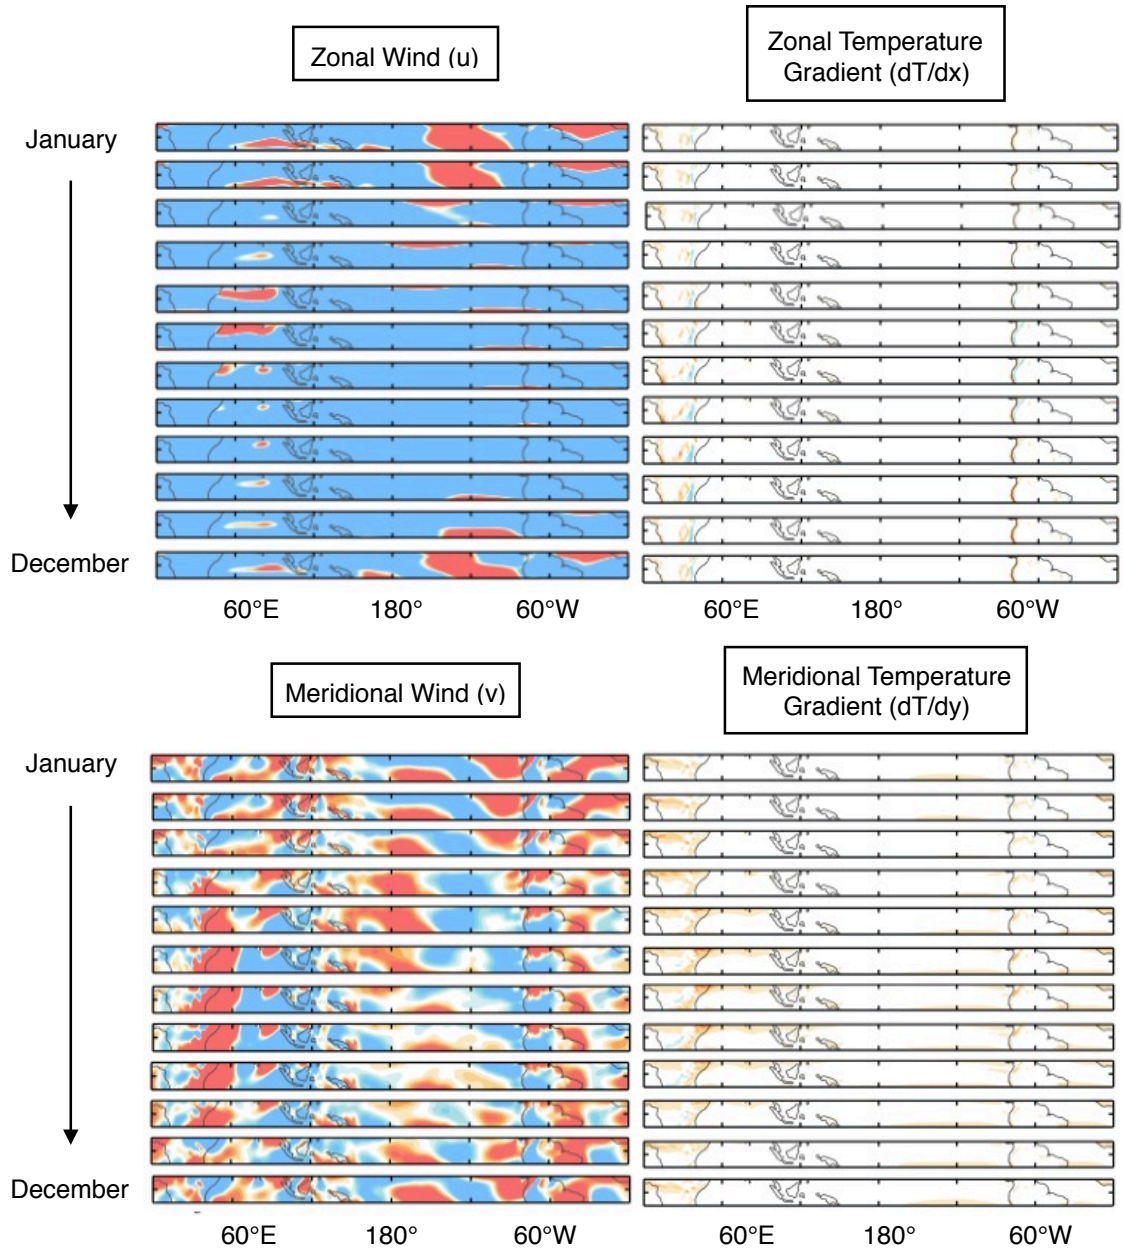 Zonal Wind (u)
Zonal Temperature
Gradient (dT/dx)
January
December
60°E 180° 60°W
60°E 180° 60°W
Meridional Wind (v)
Meridional Temperature
Gradient (dT/dy)
January
December
60°E 180° 60°W
60°E 180° 60°W